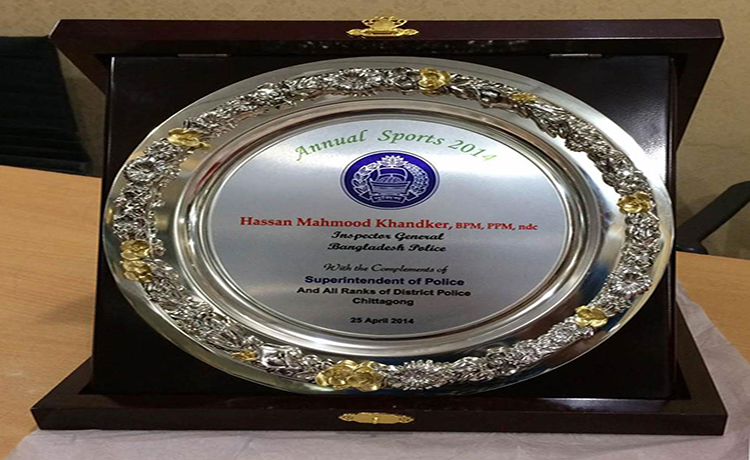 Annual Sports 2014
Hassan Mahmood Khandker, BPM, PPM, ndc
Inspector General
Bangladesh Police
With the Complements of
Superintendent of Police
And All Ranks of District Police
Chittagong
25 April 2014